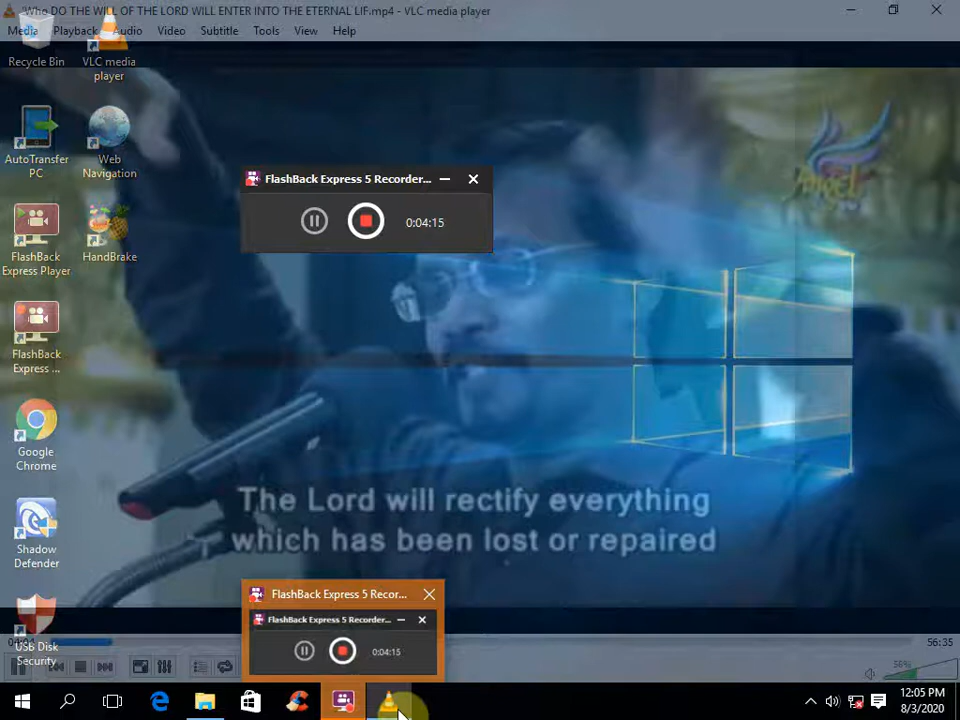 'Who DO THE WILL OF THE LORD WILL ENTER INTO THE ETERNAL LIF.mp4 - VLC media player
Media Playback Audio Video Subtitle Tools View Help
Recycle Bin
VLC media
player
AutoTransfer
PC
Web
Navigation
Angel
FlashBack Express 5 Recorder...
0:04:15
FlashBack
Express Player
HandBrake
FlashBack
Express ...
Google
Chrome
The Lord will rectify everything
which has been lost or repaired
Shadow
Defender
FlashBack Express 5 Recor...
FlashBack Express 5 Recorder...
0:04:15
USB Disk
Security
56:35
56%
12:05 PM
8/3/2020